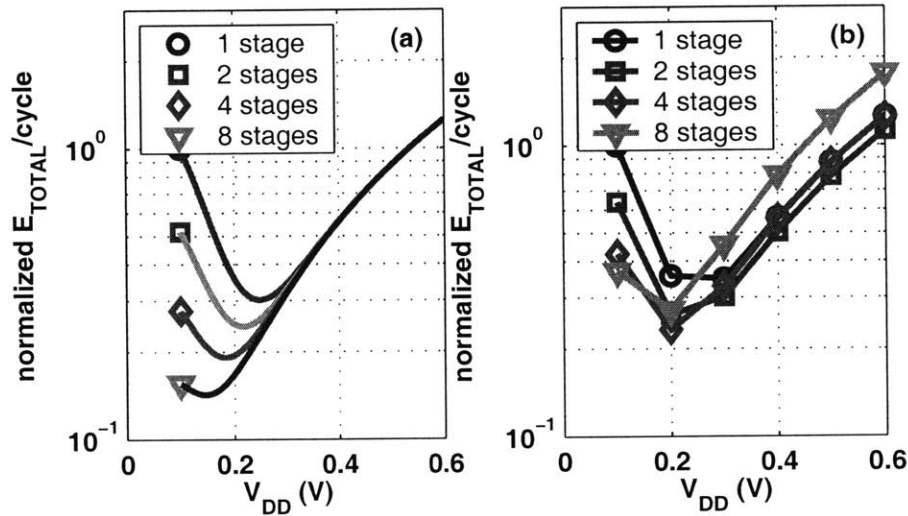 (a)
1 stage
2 stages
4 stages
8 stages
normalized E_TOTAL/cycle
10^0
10^-1
0
0.2
0.4
0.6
V_DD (V)
(b)
1 stage
2 stages
4 stages
8 stages
normalized E_TOTAL/cycle
10^0
10^-1
0
0.2
0.4
0.6
V_DD (V)